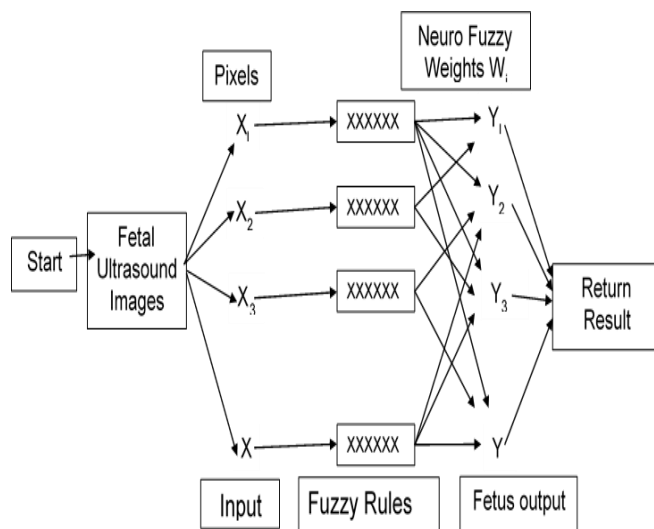 Neuro Fuzzy
Weights Wᵢ
Pixels
X₁
XXXXXX
Y₁
X₂
XXXXXX
Y₂
Start
Fetal
Ultrasound
Images
X₃
XXXXXX
Y₃
Return
Result
X
XXXXXX
Y
Input
Fuzzy Rules
Fetus output